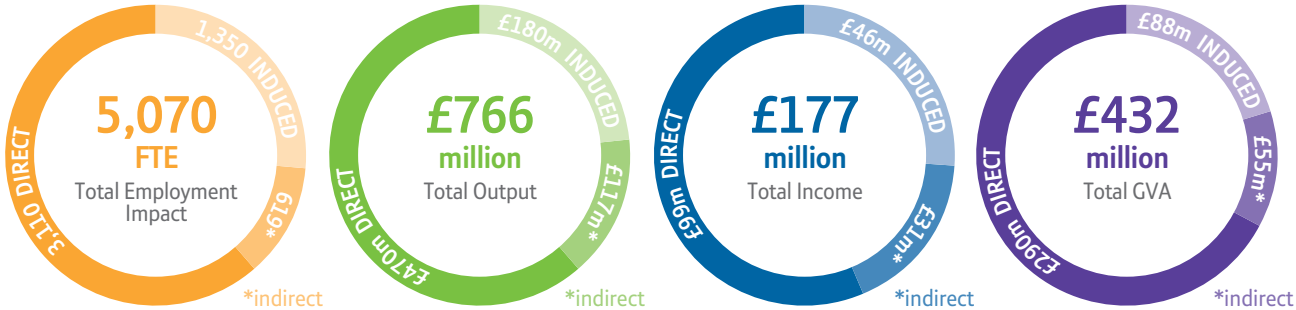 1,350 INDUCED
619*
3,110 DIRECT
5,070
FTE
Total Employment
Impact
*indirect
£180m INDUCED
£117m*
£470m DIRECT
£766
million
Total Output
*indirect
£46m INDUCED
£31m*
£99m DIRECT
£177
million
Total Income
*indirect
£88m INDUCED
£55m*
£290m DIRECT
£432
million
Total GVA
*indirect